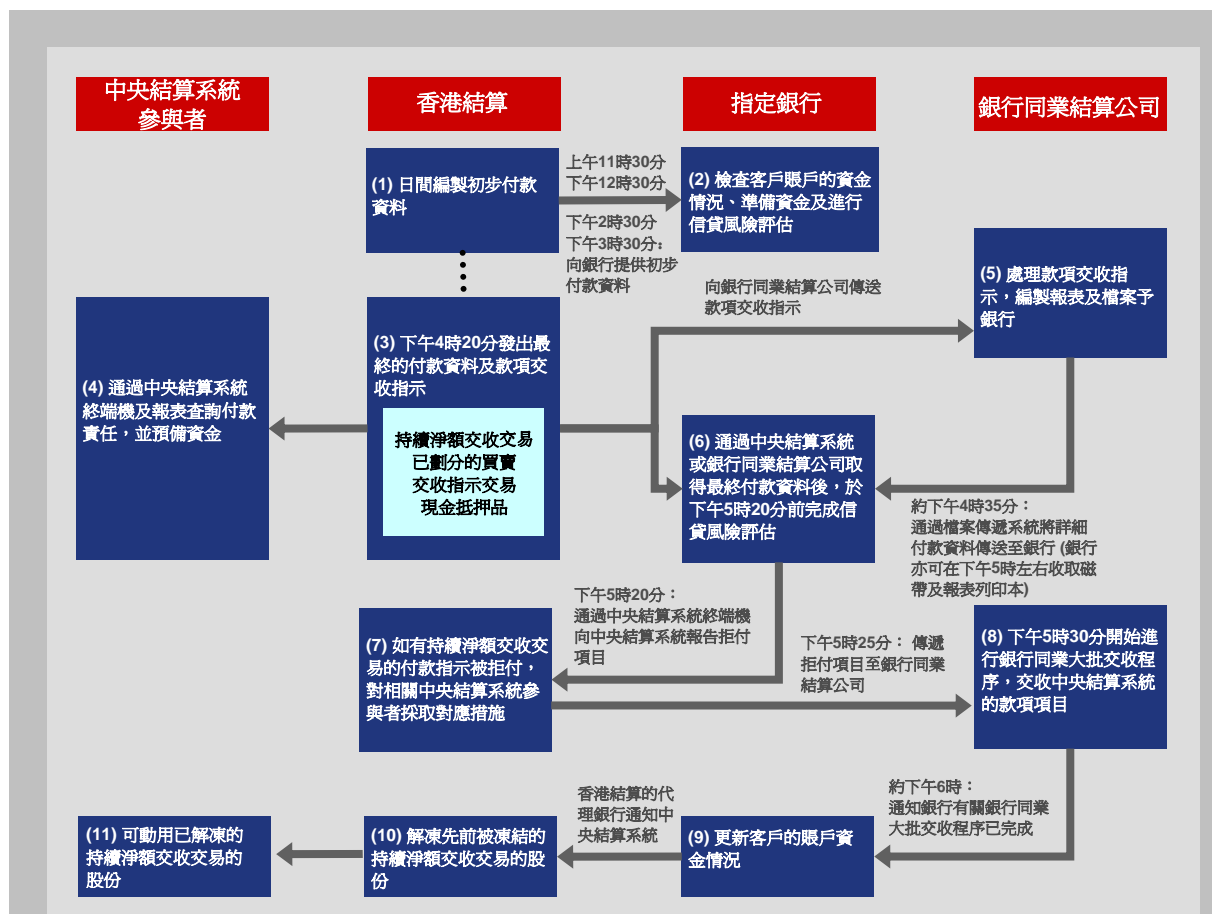 中央結算系統
參與者
香港結算
指定銀行
銀行同業結算公司
(1) 日間編製初步付款
資料
上午11時30分
下午12時30分
下午2時30分
下午3時30分：
向銀行提供初步
付款資料
(2) 檢查客戶賬戶的資金
情況、準備資金及進行
信貸風險評估
(3) 下午4時20分發出最
終的付款資料及款項交
收指示
持續淨額交收交易
已劃分的買賣
交收指示交易
現金抵押品
(4) 通過中央結算系統
終端機及報表查詢付款
責任，並預備資金
向銀行同業結算公司傳送
款項交收指示
(5) 處理款項交收指
示，編製報表及檔案予
銀行
(6) 通過中央結算系統
或銀行同業結算公司取
得最終付款資料後，於
下午5時20分前完成信
貸風險評估
約下午4時35分：
通過檔案傳遞系統將詳細
付款資料傳送至銀行 (銀行
亦可在下午5時左右收取磁
帶及報表列印本)
下午5時20分：
通過中央結算系統終端機
向中央結算系統報告拒付
項目
(7) 如有持續淨額交收交
易的付款指示被拒付，
對相關中央結算系統參
與者採取對應措施
下午5時25分： 傳遞
拒付項目至銀行同業
結算公司
(8) 下午5時30分開始進
行銀行同業大批交收程
序，交收中央結算系統
的款項項目
約下午6時：
通知銀行有關銀行同業
大批交收程序已完成
(9) 更新客戶的賬戶資
金情況
香港結算的代
理銀行通知中
央結算系統
(10) 解凍先前被凍結的
持續淨額交收交易的股
份
(11) 可動用已解凍的
持續淨額交收交易的
股份